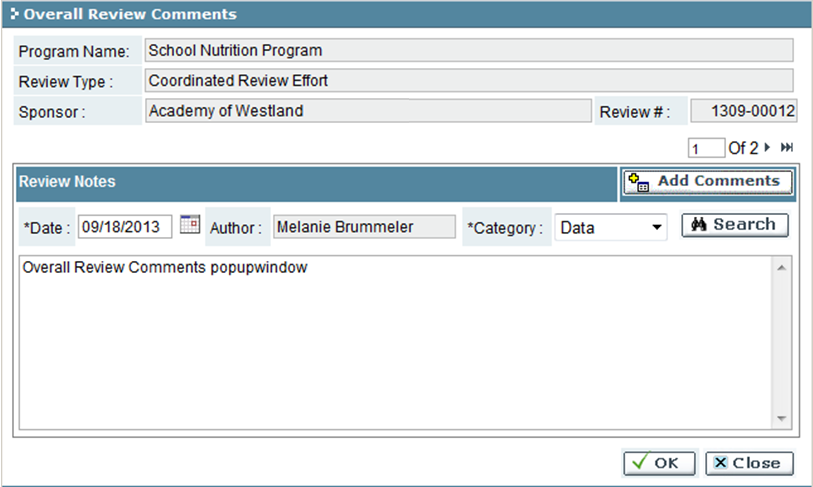 Overall Review Comments
Program Name: School Nutrition Program
Review Type : Coordinated Review Effort
Sponsor : Academy of Westland Review # : 1309-00012
1 Of 2
Review Notes Add Comments
*Date : 09/18/2013 Author : Melanie Brummeler *Category : Data Search
Overall Review Comments popupwindow
OK Close